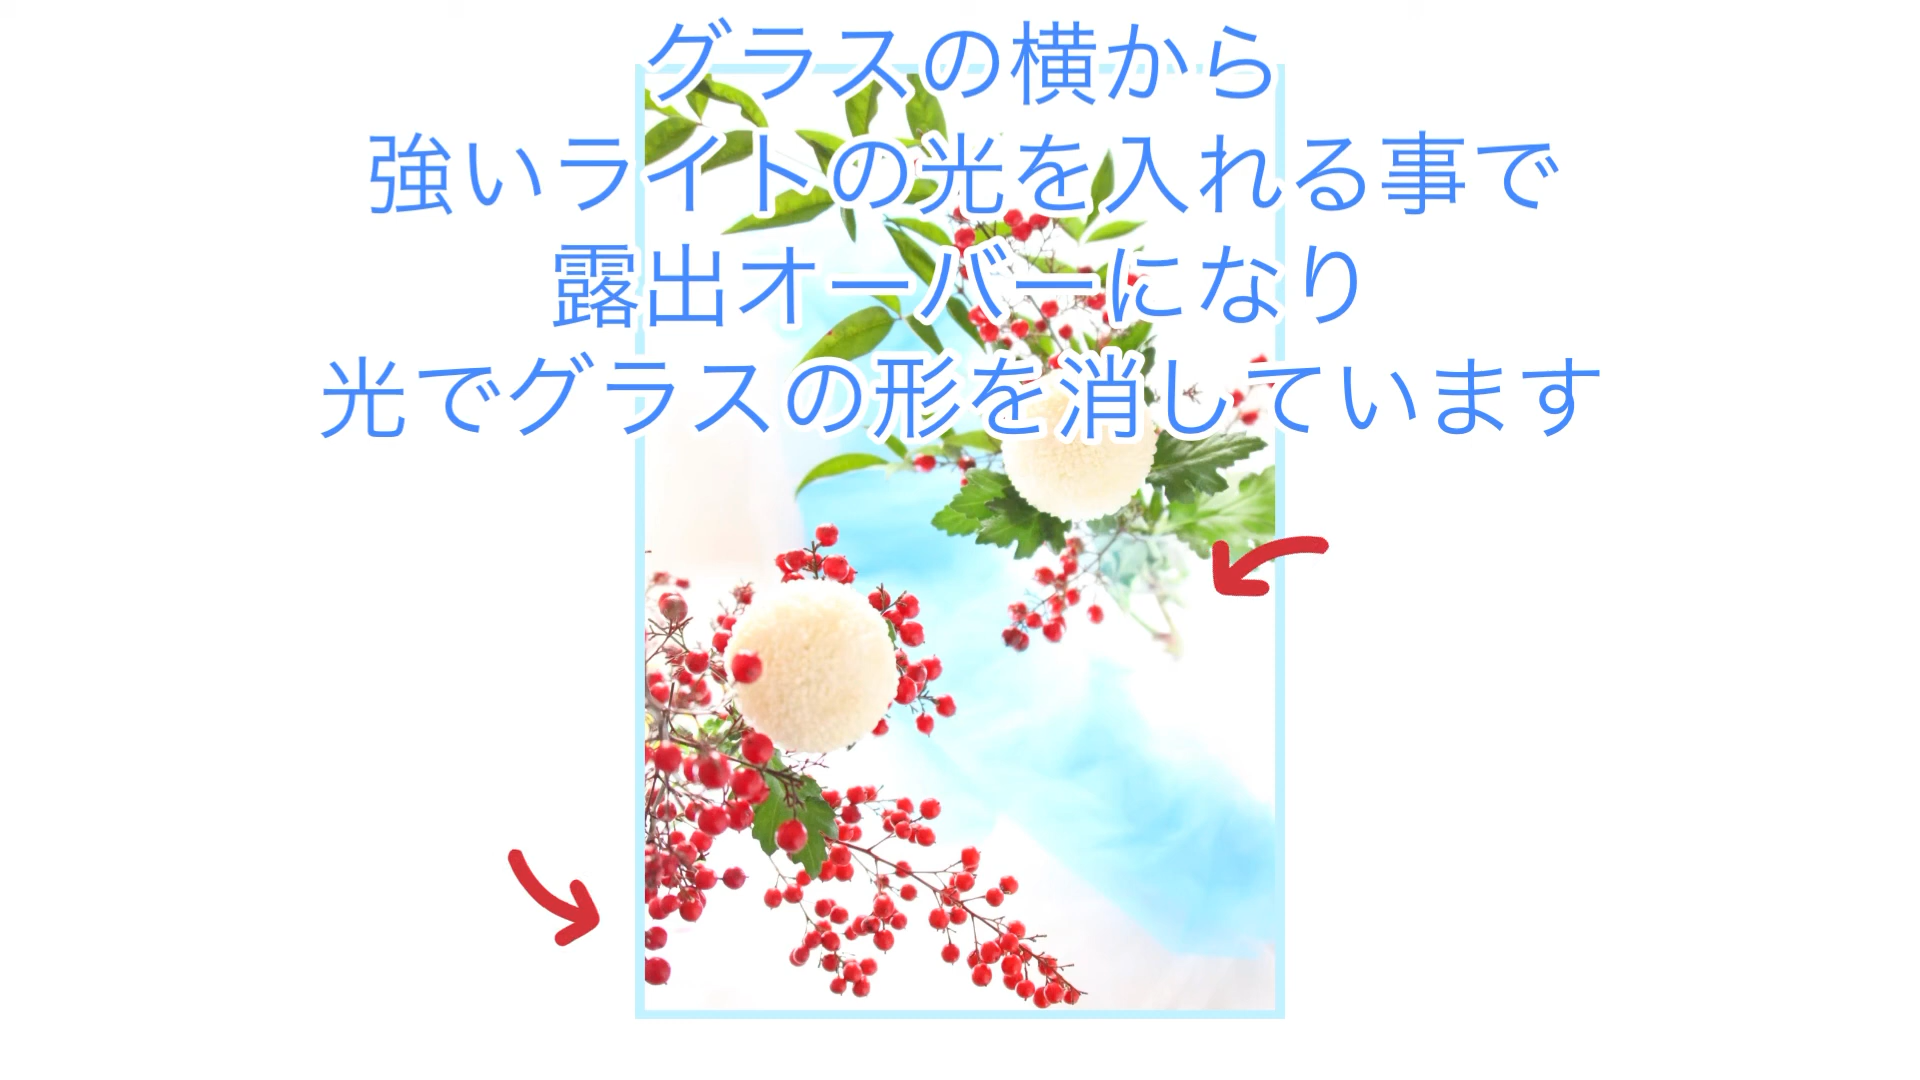 グラスの横から
強いライトの光を入れる事で
露出オーバーになり
光でグラスの形を消しています